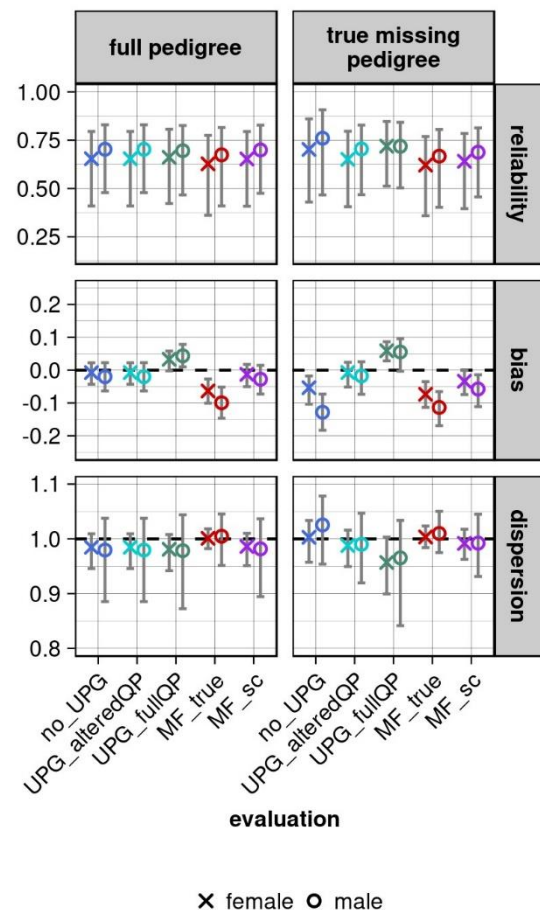 full pedigree
true missing
pedigree
1.00
0.75
0.50
0.25
reliability
0.2
0.1
0.0
-0.1
-0.2
bias
1.1
1.0
0.9
0.8
dispersion
no_UPG
UPG_alteredQP
UPG_fullQP
MF_true
MF_sc
no_UPG
UPG_alteredQP
UPG_fullQP
MF_true
MF_sc
evaluation
female male